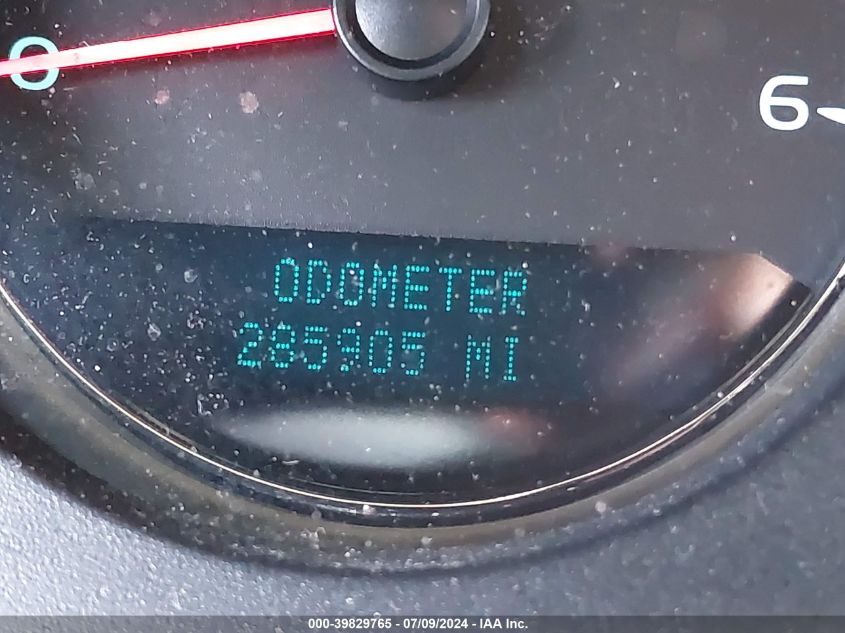 0
6
ODOMETER
285905 MI
000-39829765 - 07/09/2024 - IAA Inc.